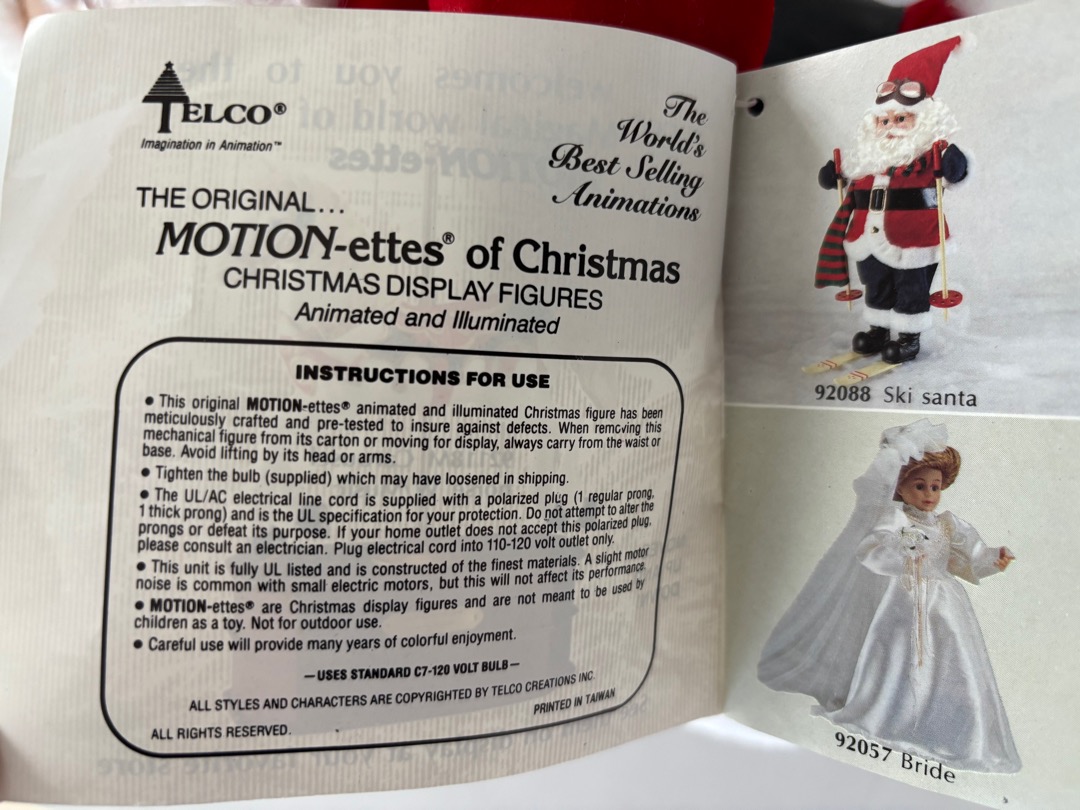 TELCO®
Imagination in Animation™
The
World's
Best Selling
Animations
THE ORIGINAL...
MOTION-ettes® of Christmas
CHRISTMAS DISPLAY FIGURES
Animated and Illuminated
INSTRUCTIONS FOR USE
• This original MOTION-ettes® animated and illuminated Christmas figure has been
meticulously crafted and pre-tested to insure against defects. When removing this
mechanical figure from its carton or moving for display, always carry from the waist or
base. Avoid lifting by its head or arms.
• Tighten the bulb (supplied) which may have loosened in shipping.
• The UL/AC electrical line cord is supplied with a polarized plug (1 regular prong,
1 thick prong) and is the UL specification for your protection. Do not attempt to alter the
prongs or defeat its purpose. If your home outlet does not accept this polarized plug,
please consult an electrician. Plug electrical cord into 110-120 volt outlet only.
• This unit is fully UL listed and is constructed of the finest materials. A slight motor
noise is common with small electric motors, but this will not affect its performance.
• MOTION-ettes® are Christmas display figures and are not meant to be used by
children as a toy. Not for outdoor use.
• Careful use will provide many years of colorful enjoyment.
—USES STANDARD C7-120 VOLT BULB—
ALL STYLES AND CHARACTERS ARE COPYRIGHTED BY TELCO CREATIONS INC.
PRINTED IN TAIWAN
ALL RIGHTS RESERVED.
92088 Ski santa
92057 Bride